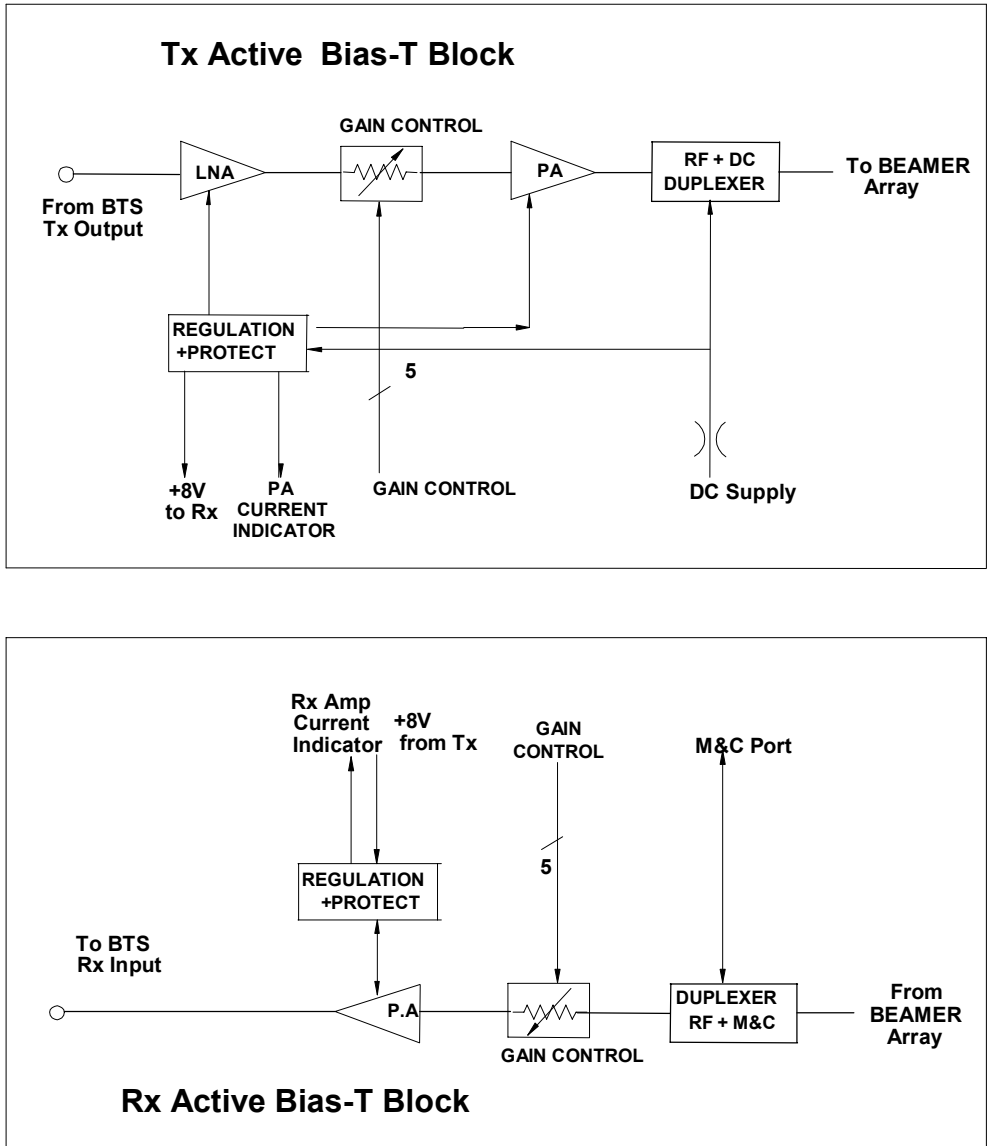 Tx Active Bias-T Block
GAIN CONTROL
LNA
PA
RF + DC
DUPLEXER
To BEAMER
Array
From BTS
Tx Output
REGULATION
+PROTECT
5
+8V
to Rx
PA
CURRENT
INDICATOR
GAIN CONTROL
DC Supply
Rx Amp
Current
Indicator
+8V
from Tx
GAIN
CONTROL
M&C Port
5
REGULATION
+PROTECT
To BTS
Rx Input
P.A
GAIN CONTROL
DUPLEXER
RF + M&C
From
BEAMER
Array
Rx Active Bias-T Block